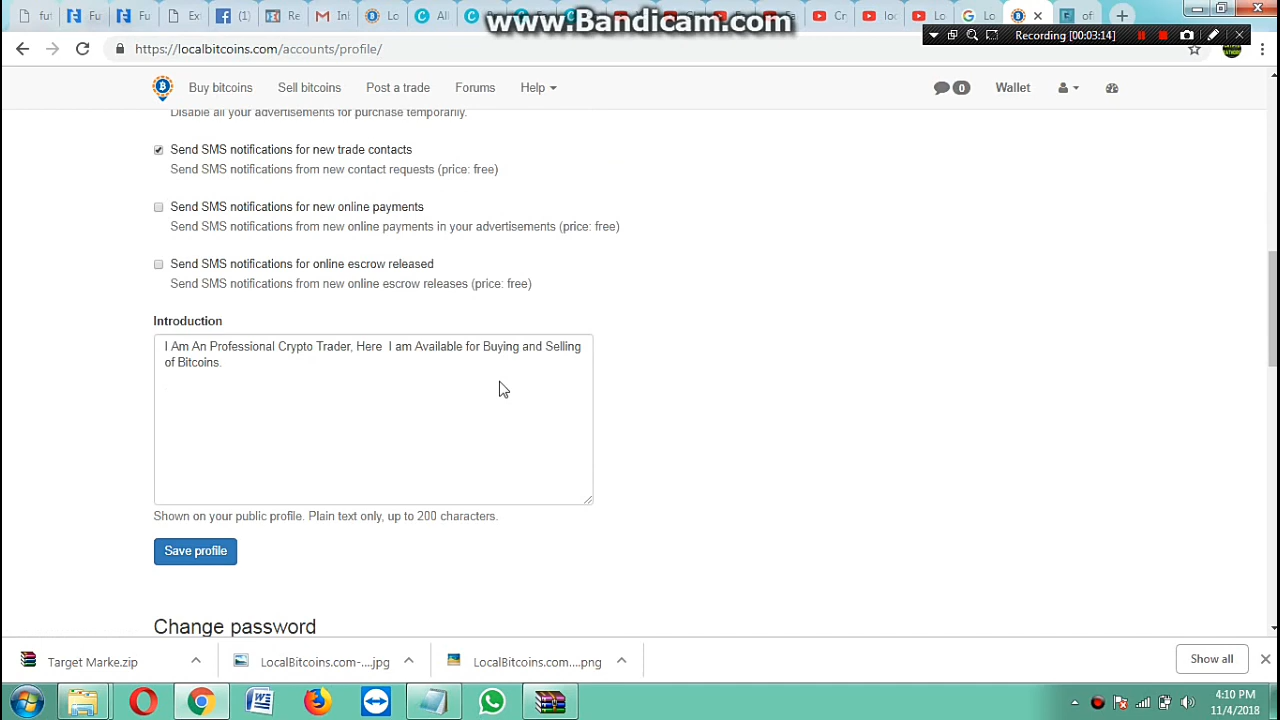 www.Bandicam.com
Recording [00:03:14]
https://localbitcoins.com/accounts/profile/
Buy bitcoins Sell bitcoins Post a trade Forums Help 0 Wallet
Disable all your advertisements for purchase temporarily.
Send SMS notifications for new trade contacts
Send SMS notifications from new contact requests (price: free)
Send SMS notifications for new online payments
Send SMS notifications from new online payments in your advertisements (price: free)
Send SMS notifications for online escrow released
Send SMS notifications from new online escrow releases (price: free)
Introduction
I Am An Professional Crypto Trader, Here I am Available for Buying and Selling
of Bitcoins.
Shown on your public profile. Plain text only, up to 200 characters.
Save profile
Change password
Target Marke.zip LocalBitcoins.com-....jpg LocalBitcoins.com....png Show all
4:10 PM
11/4/2018